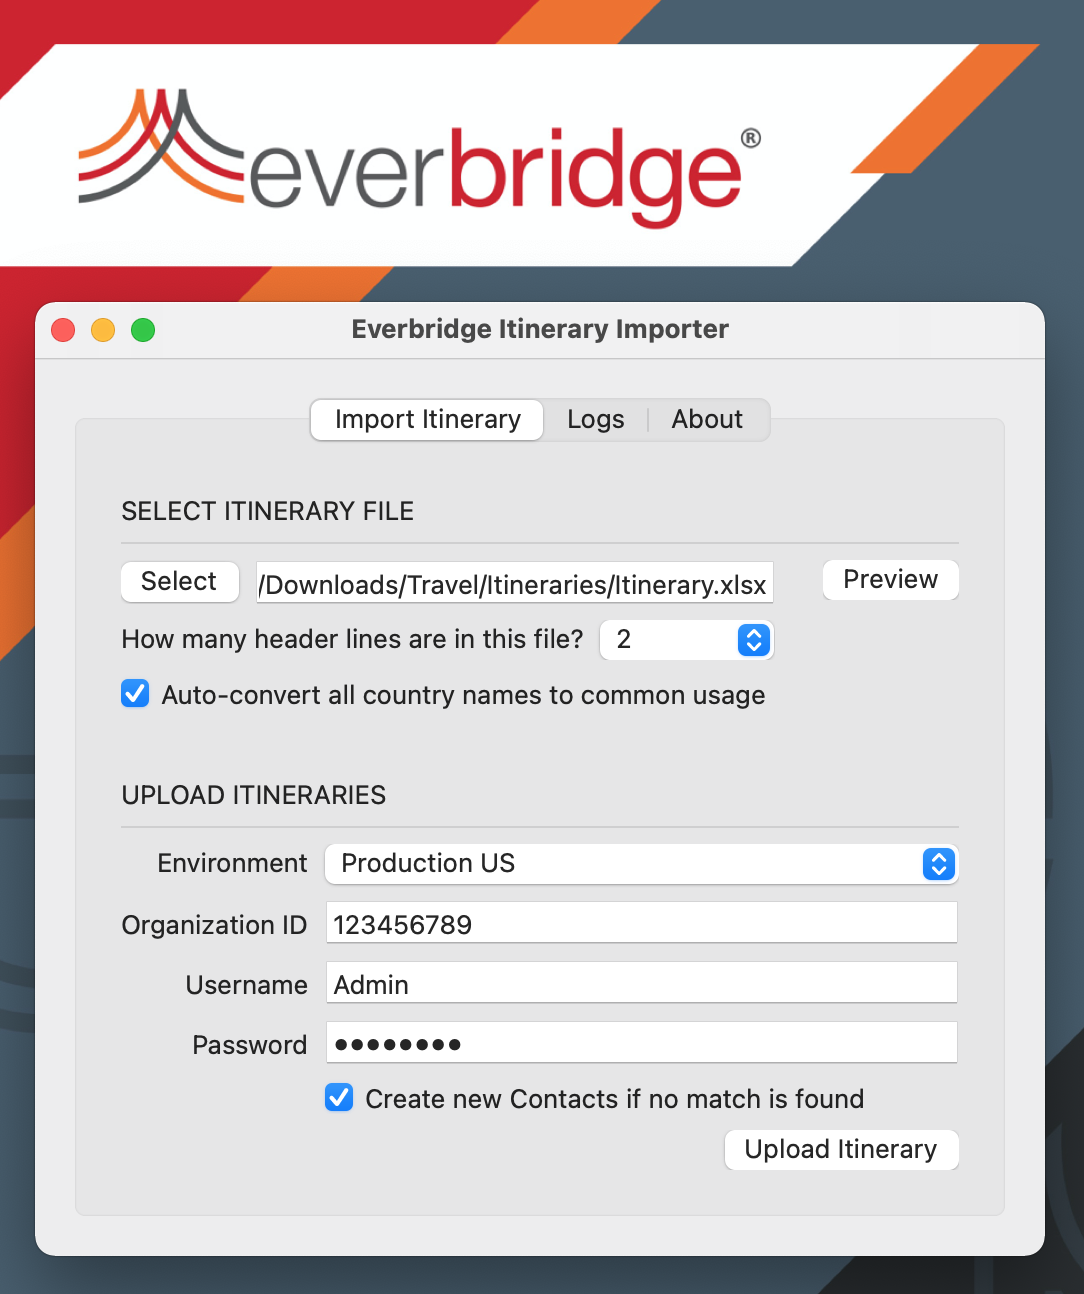 everbridge®
Everbridge Itinerary Importer
Import Itinerary Logs About
SELECT ITINERARY FILE
Select /Downloads/Travel/Itineraries/Itinerary.xlsx Preview
How many header lines are in this file? 2
Auto-convert all country names to common usage
UPLOAD ITINERARIES
Environment Production US
Organization ID 123456789
Username Admin
Password ••••••••
Create new Contacts if no match is found
Upload Itinerary